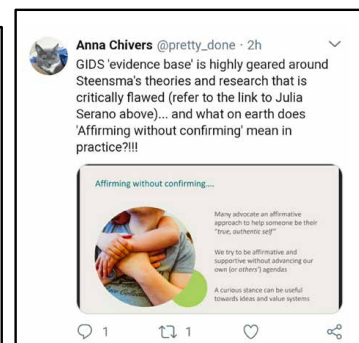 Anna Chivers @pretty_done · 2h
GIDS 'evidence base' is highly geared around
Steensma's theories and research that is
critically flawed (refer to the link to Julia
Serano above)... and what on earth does
'Affirming without confirming' mean in
practice?!!!
Affirming without confirming....
Many advocate an affirmative
approach to help someone be their
"true, authentic self"
We try to be affirmative and
supportive without advancing our
own (or others') agendas
A curious stance can be useful
towards ideas and value systems
1
1